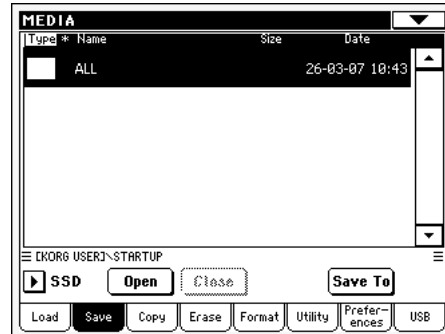 MEDIA
Type * Name Size Date
ALL 26-03-07 10:43
[KORG USER]\STARTUP
SSD Open Close Save To
Load Save Copy Erase Format Utility Prefer-ences USB